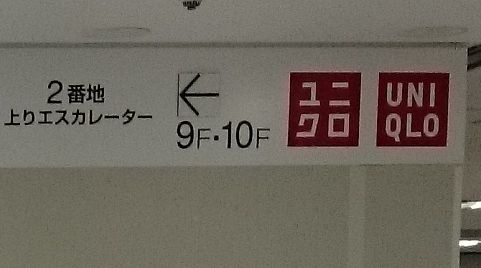 2番地
上りエスカレーター
←
9F・10F
ユニ
クロ
UNI
QLO